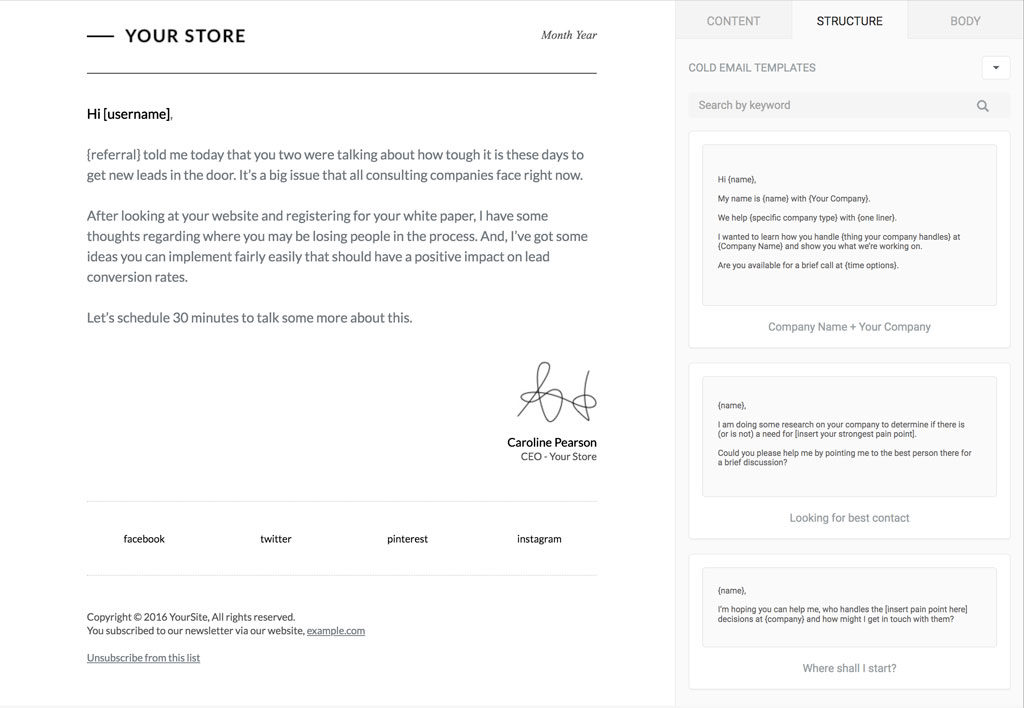 YOUR STORE
Month Year
Hi [username],
{referral} told me today that you two were talking about how tough it is these days to
get new leads in the door. It's a big issue that all consulting companies face right now.
After looking at your website and registering for your white paper, I have some
thoughts regarding where you may be losing people in the process. And, I've got some
ideas you can implement fairly easily that should have a positive impact on lead
conversion rates.
Let's schedule 30 minutes to talk some more about this.
Caroline Pearson
CEO - Your Store
facebook
twitter
pinterest
instagram
Copyright © 2016 YourSite, All rights reserved.
You subscribed to our newsletter via our website, example.com
Unsubscribe from this list
CONTENT
STRUCTURE
BODY
COLD EMAIL TEMPLATES
Search by keyword
Hi {name},
My name is {name} with {Your Company}.
We help {specific company type} with {one liner}.
I wanted to learn how you handle {thing your company handles} at
{Company Name} and show you what we're working on.
Are you available for a brief call at {time options}.
Company Name + Your Company
{name},
I am doing some research on your company to determine if there is
(or is not) a need for [insert your strongest pain point].
Could you please help me by pointing me to the best person there for
a brief discussion?
Looking for best contact
{name},
I'm hoping you can help me, who handles the [insert pain point here]
decisions at {company} and how might I get in touch with them?
Where shall I start?